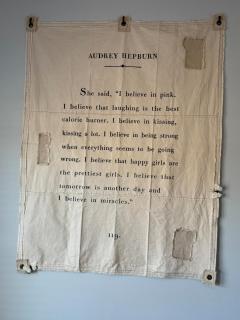 AUDREY HEPBURN
She said, "I believe in pink.
I believe that laughing is the best
calorie burner. I believe in kissing,
kissing a lot. I believe in being strong
when everything seems to be going
wrong. I believe that happy girls are
the prettiest girls. I believe that
tomorrow is another day and
I believe in miracles."
119.